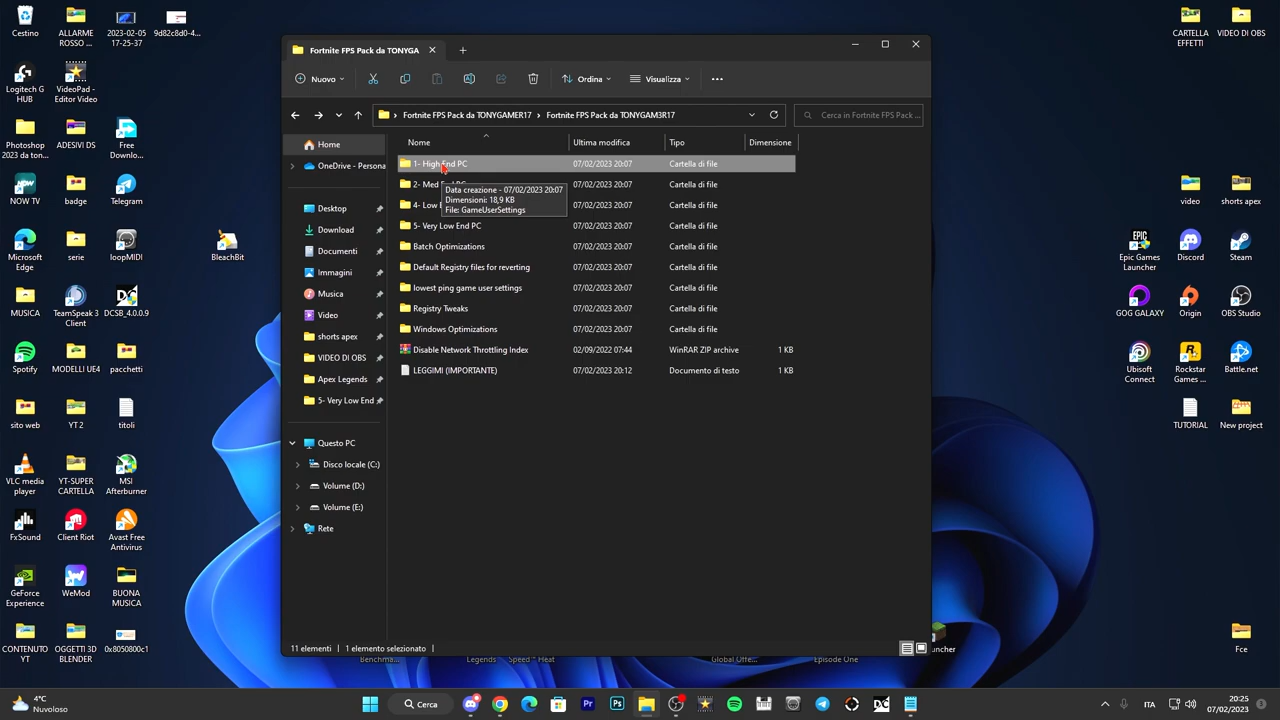 Fortnite FPS Pack da TONYGA
Nuovo
Ordina
Visualizza
Fortnite FPS Pack da TONYGAMER17 > Fortnite FPS Pack da TONYGAM3R17
Cerca in Fortnite FPS Pack ...
Nome
Ultima modifica
Tipo
Dimensione
1- High End PC 07/02/2023 20:07 Cartella di file
2- Med 07/02/2023 20:07 Cartella di file
4- Low 07/02/2023 20:07 Cartella di file
5- Very Low End PC 07/02/2023 20:07 Cartella di file
Batch Optimizations 07/02/2023 20:07 Cartella di file
Default Registry files for reverting 07/02/2023 20:07 Cartella di file
lowest ping game user settings 07/02/2023 20:07 Cartella di file
Registry Tweaks 07/02/2023 20:07 Cartella di file
Windows Optimizations 07/02/2023 20:07 Cartella di file
Disable Network Throttling Index 02/09/2022 07:44 WinRAR ZIP archive 1 KB
LEGGIMI (IMPORTANTE) 07/02/2023 20:12 Documento di testo 1 KB
Data creazione - 07/02/2023 20:07
Dimensioni: 18,9 KB
File: GameUserSettings
Home
OneDrive - Persona
Desktop
Download
Documenti
Immagini
Musica
Video
shorts apex
VIDEO DI OBS
Apex Legends
5- Very Low End
Questo PC
Disco locale (C:)
Volume (D:)
Volume (E:)
Rete
11 elementi
1 elemento selezionato
Cestino
ALLARME
ROSSO ...
2023-02-05
17-25-37
9d82c8d0-4...
Logitech G
HUB
VideoPad -
Editor Video
Photoshop
2023 da ton...
ADESIVI DS
Free
Downlo...
NOW TV
badge
Telegram
Microsoft
Edge
serie
loopMIDI
BleachBit
MUSICA
TeamSpeak 3
Client
DCSB_4.0.0.9
Spotify
MODELLI UE4
pacchetti
sito web
YT 2
titoli
VLC media
player
YT-SUPER
CARTELLA
MSI
Afterburner
FxSound
Client Riot
Avast Free
Antivirus
GeForce
Experience
WeMod
BUONA
MUSICA
CONTENUTO
YT
OGGETTI 3D
BLENDER
0x8050800c1
CARTELLA
EFFETTI
VIDEO DI OBS
video
shorts apex
Epic Games
Launcher
Discord
Steam
GOG GALAXY
Origin
OBS Studio
Ubisoft
Connect
Rockstar
Games ...
Battle.net
TUTORIAL
New project
Fce
uncher
Benchma...
Legends
Speed™Heat
Global Offe...
Episode One
4°C
Nuvoloso
Cerca
ITA
20:25
07/02/2023